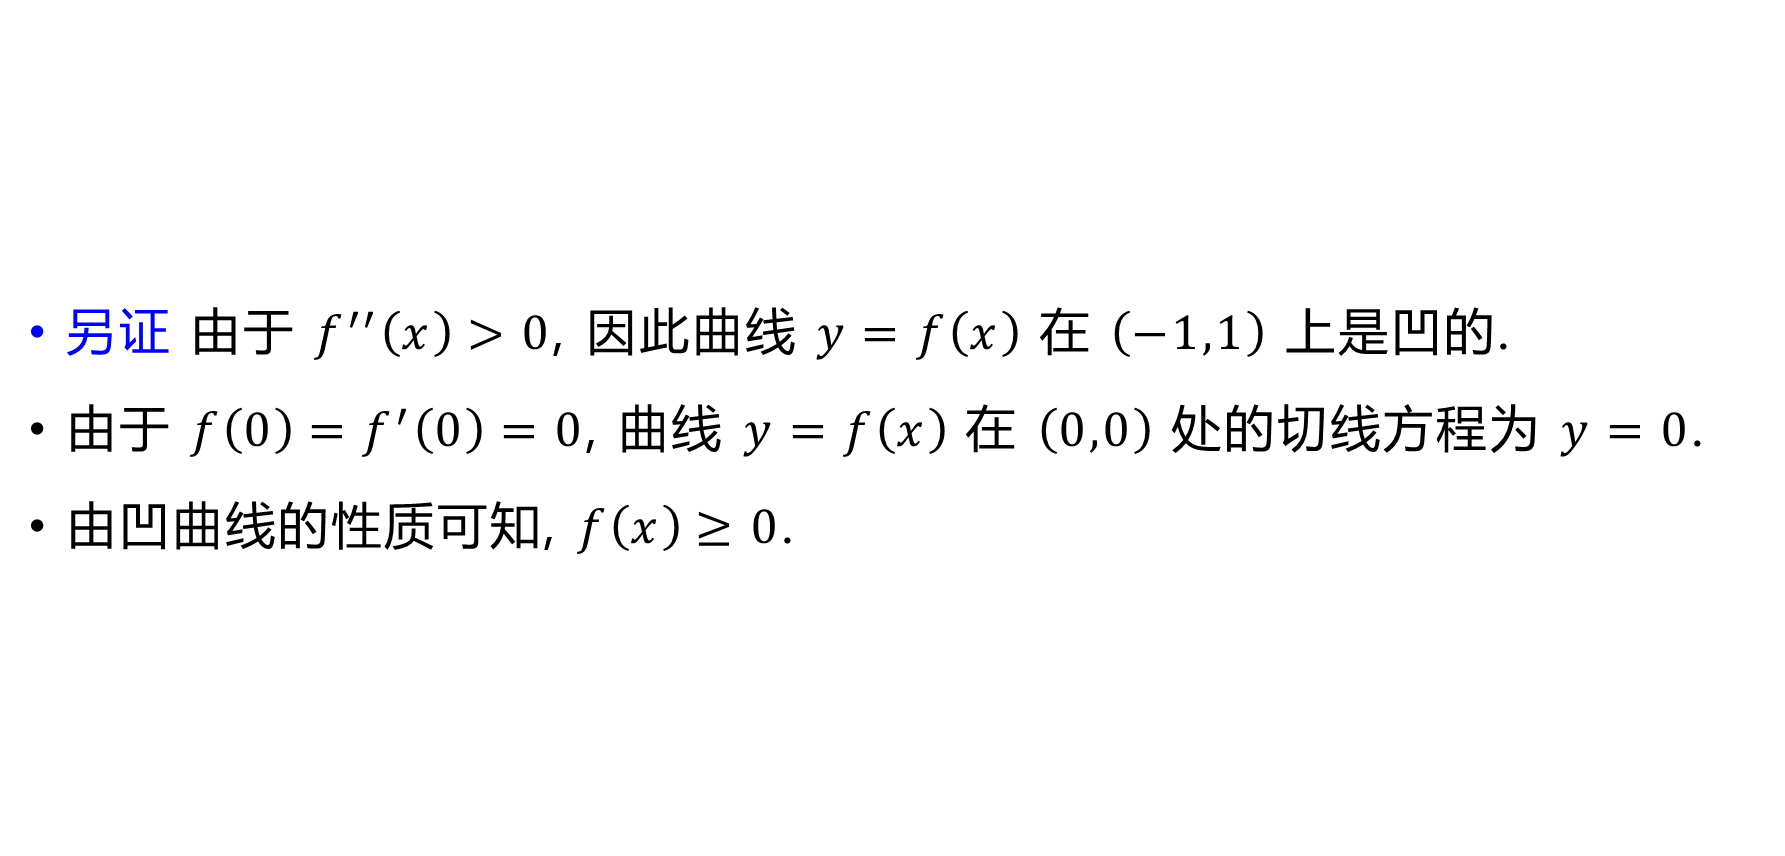 • 另证 由于 f′′(x) > 0, 因此曲线 y = f(x) 在 (−1,1) 上是凹的.
• 由于 f(0) = f′(0) = 0, 曲线 y = f(x) 在 (0,0) 处的切线方程为 y = 0.
• 由凹曲线的性质可知, f(x) ≥ 0.